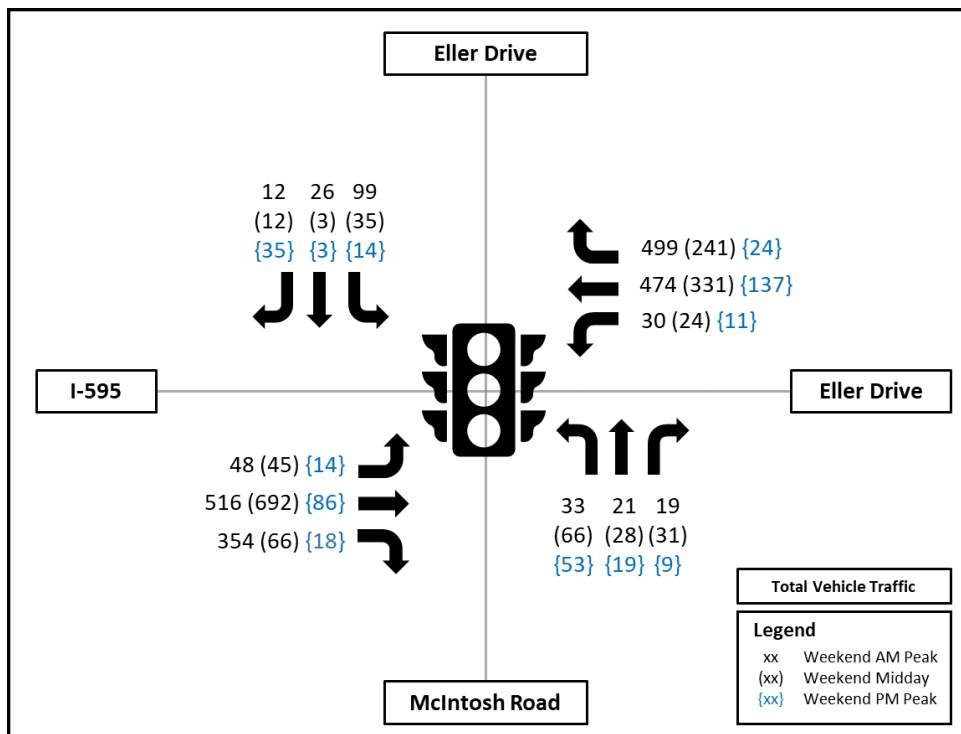 Eller Drive
12 26 99
(12) (3) (35)
{35} {3} {14}
499 (241) {24}
474 (331) {137}
30 (24) {11}
I-595
Eller Drive
48 (45) {14}
516 (692) {86}
354 (66) {18}
33 21 19
(66) (28) (31)
{53} {19} {9}
Total Vehicle Traffic
Legend
xx Weekend AM Peak
(xx) Weekend Midday
{xx} Weekend PM Peak
McIntosh Road